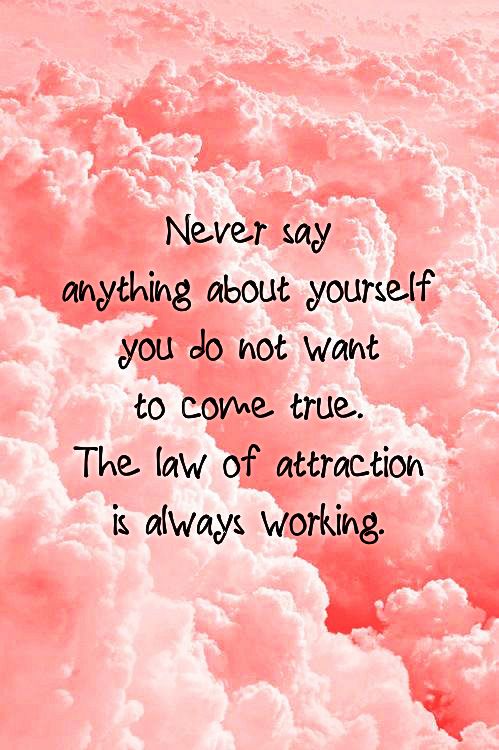 Never say
anything about yourself
you do not want
to come true.
The law of attraction
is always working.